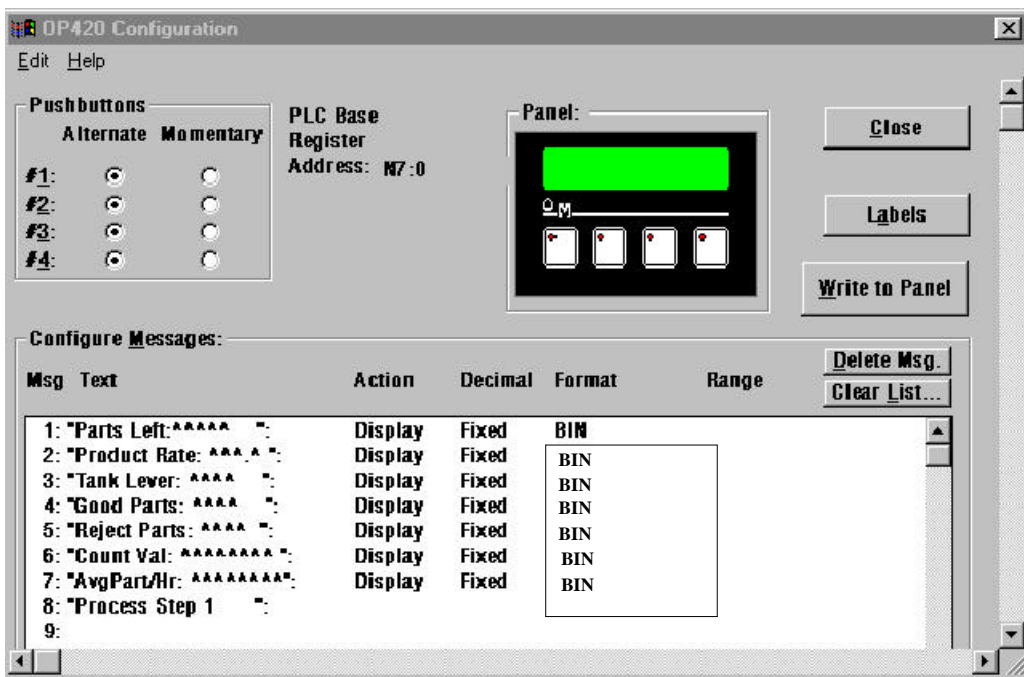 OP420 Configuration
Edit Help
Pushbuttons
Alternate Momentary
#1:
#2:
#3:
#4:
PLC Base
Register
Address: N7:0
Panel:
O M
Close
Labels
Write to Panel
Configure Messages:
Delete Msg.
Clear List...
Msg Text Action Decimal Format Range
1: "Parts Left:^^^^^ ": Display Fixed BIN
2: "Product Rate: ^^^.^ ": Display Fixed BIN
3: "Tank Lever: ^^^^ ": Display Fixed BIN
4: "Good Parts: ^^^^ ": Display Fixed BIN
5: "Reject Parts: ^^^^ ": Display Fixed BIN
6: "Count Val: ^^^^^^^^ ": Display Fixed BIN
7: "AvgPart/Hr: ^^^^^^^^": Display Fixed BIN
8: "Process Step 1 ":
9: